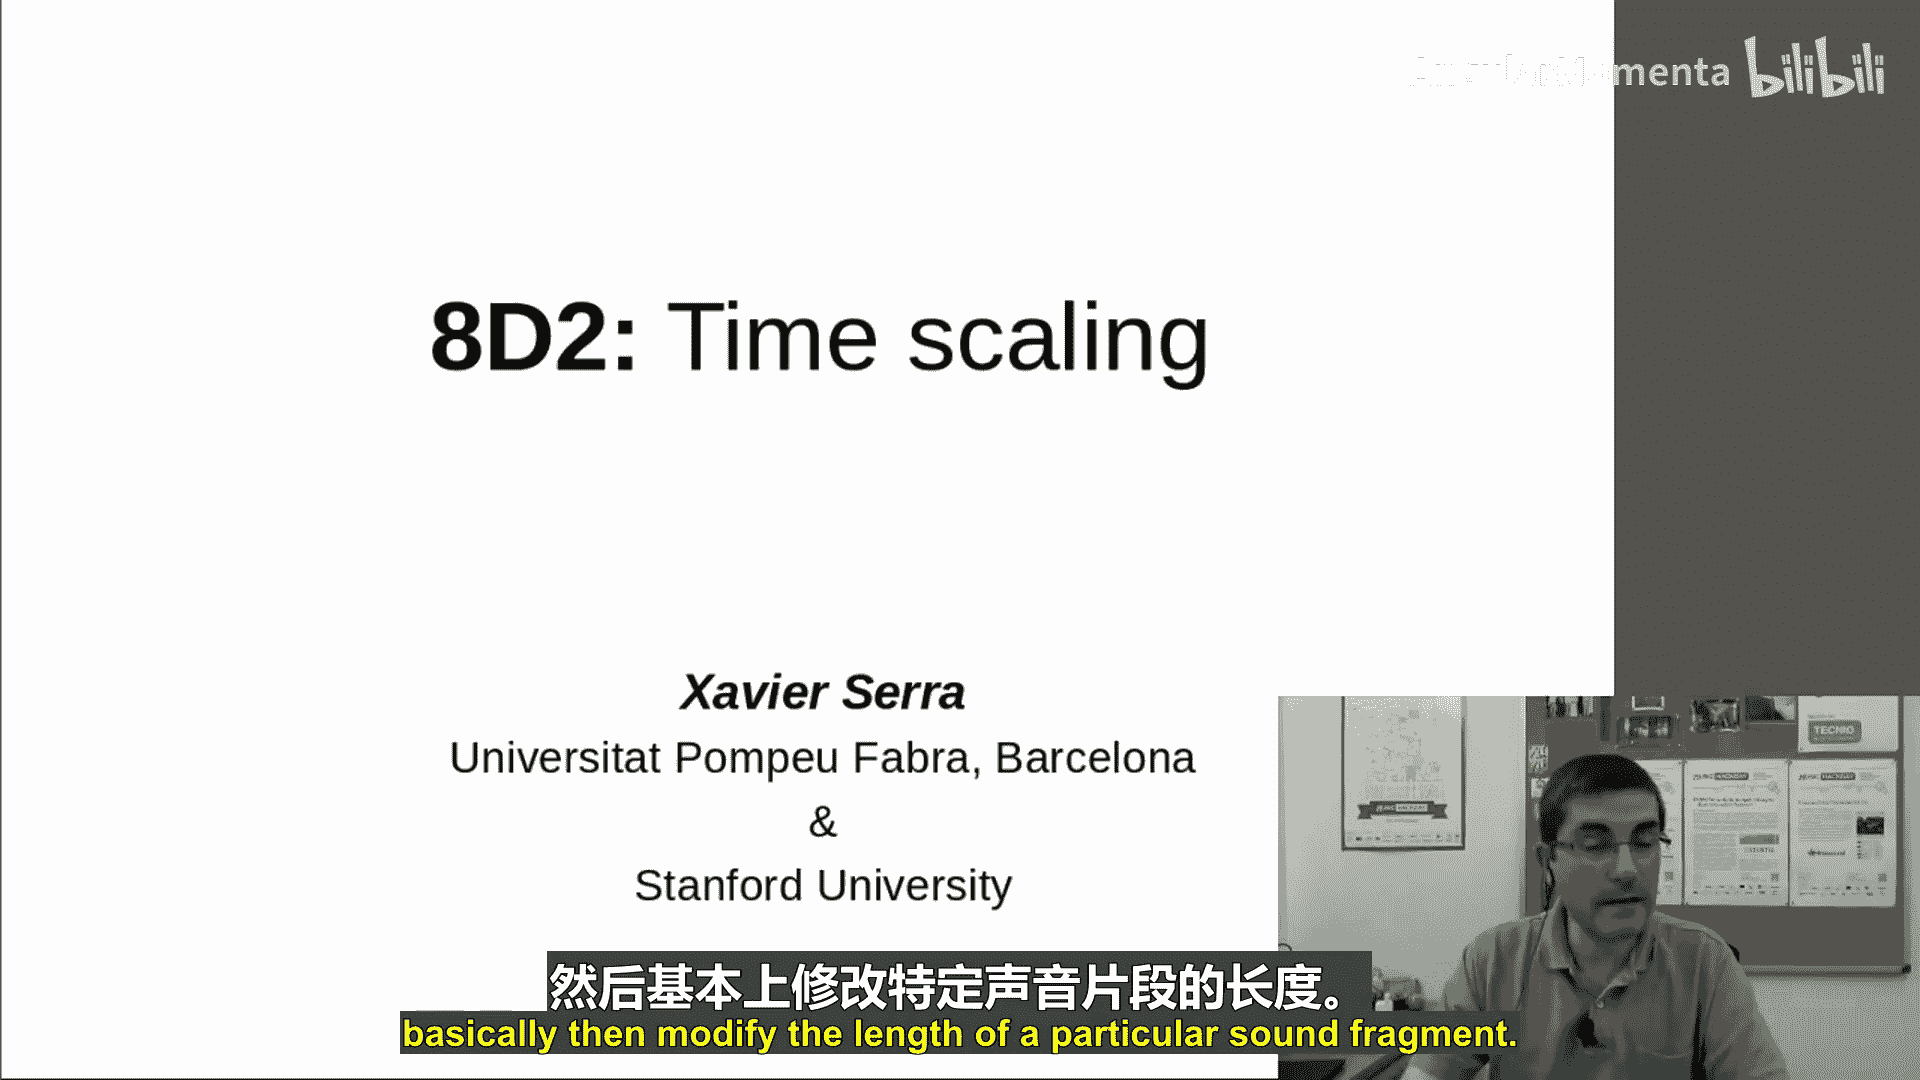 menta bilibili
8D2: Time scaling
Xavier Serra
Universitat Pompeu Fabra, Barcelona
&
Stanford University
TECNIO
然后基本上修改特定声音片段的长度。
basically then modify the length of a particular sound fragment.